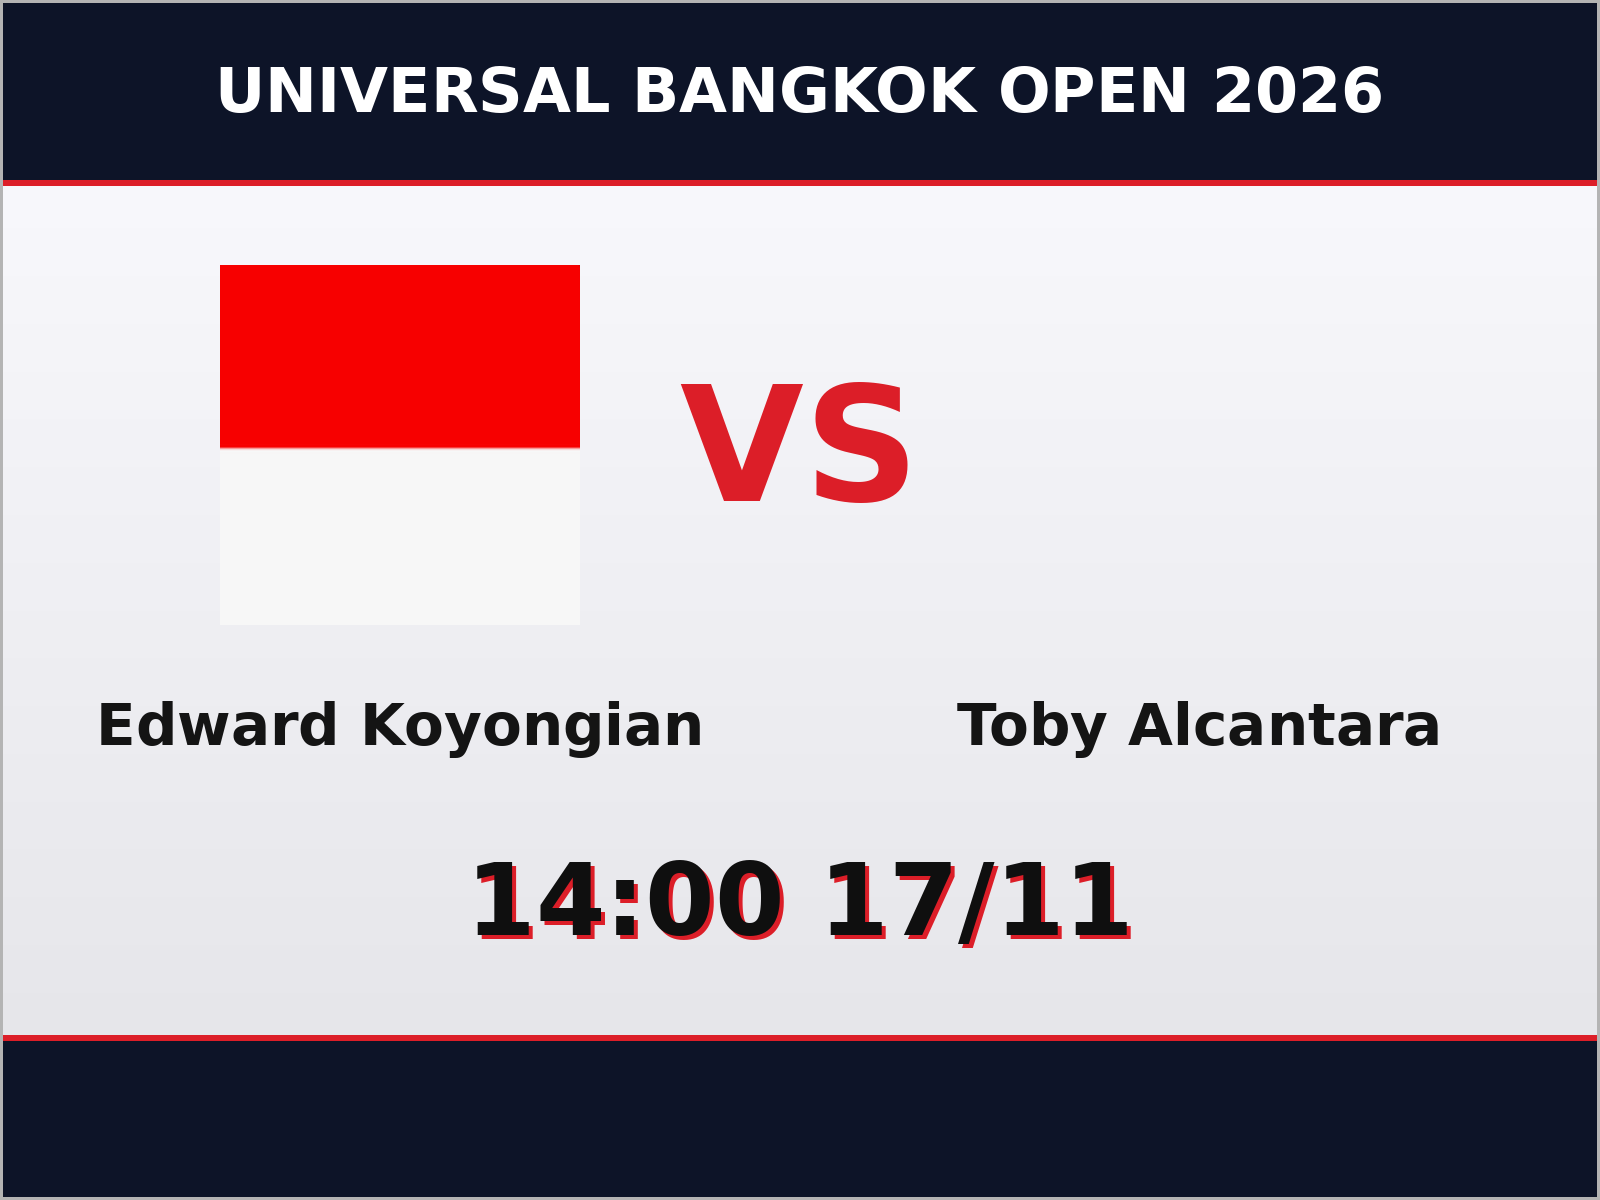 UNIVERSAL BANGKOK OPEN 2026
VS
Edward Koyongian
Toby Alcantara
14:00 17/11